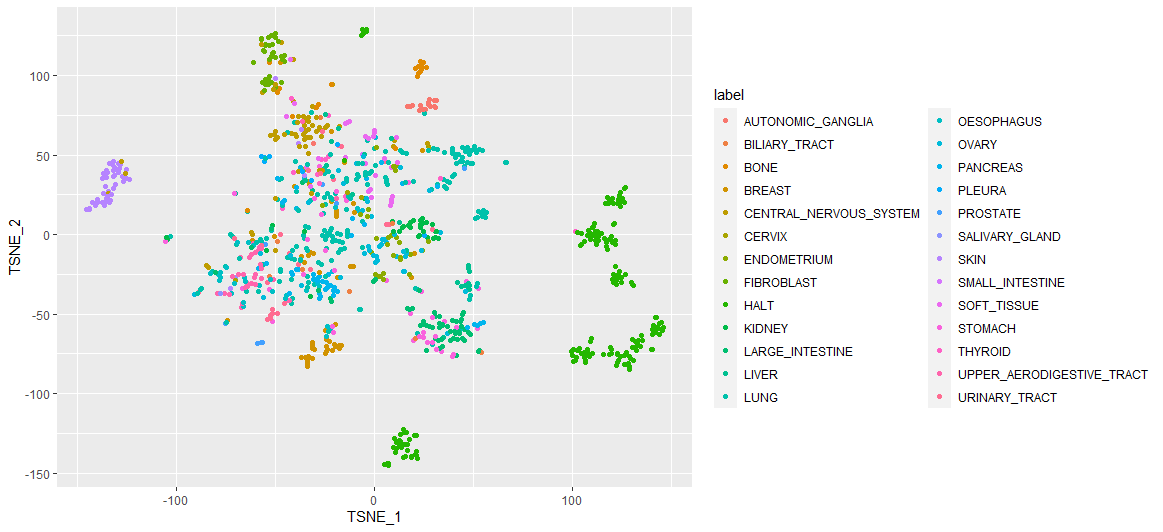 100
50
0
-50
-100
-150
TSNE_2
-100
0
100
TSNE_1
label
AUTONOMIC_GANGLIA
BILIARY_TRACT
BONE
BREAST
CENTRAL_NERVOUS_SYSTEM
CERVIX
ENDOMETRIUM
FIBROBLAST
HALT
KIDNEY
LARGE_INTESTINE
LIVER
LUNG
OESOPHAGUS
OVARY
PANCREAS
PLEURA
PROSTATE
SALIVARY_GLAND
SKIN
SMALL_INTESTINE
SOFT_TISSUE
STOMACH
THYROID
UPPER_AERODIGESTIVE_TRACT
URINARY_TRACT